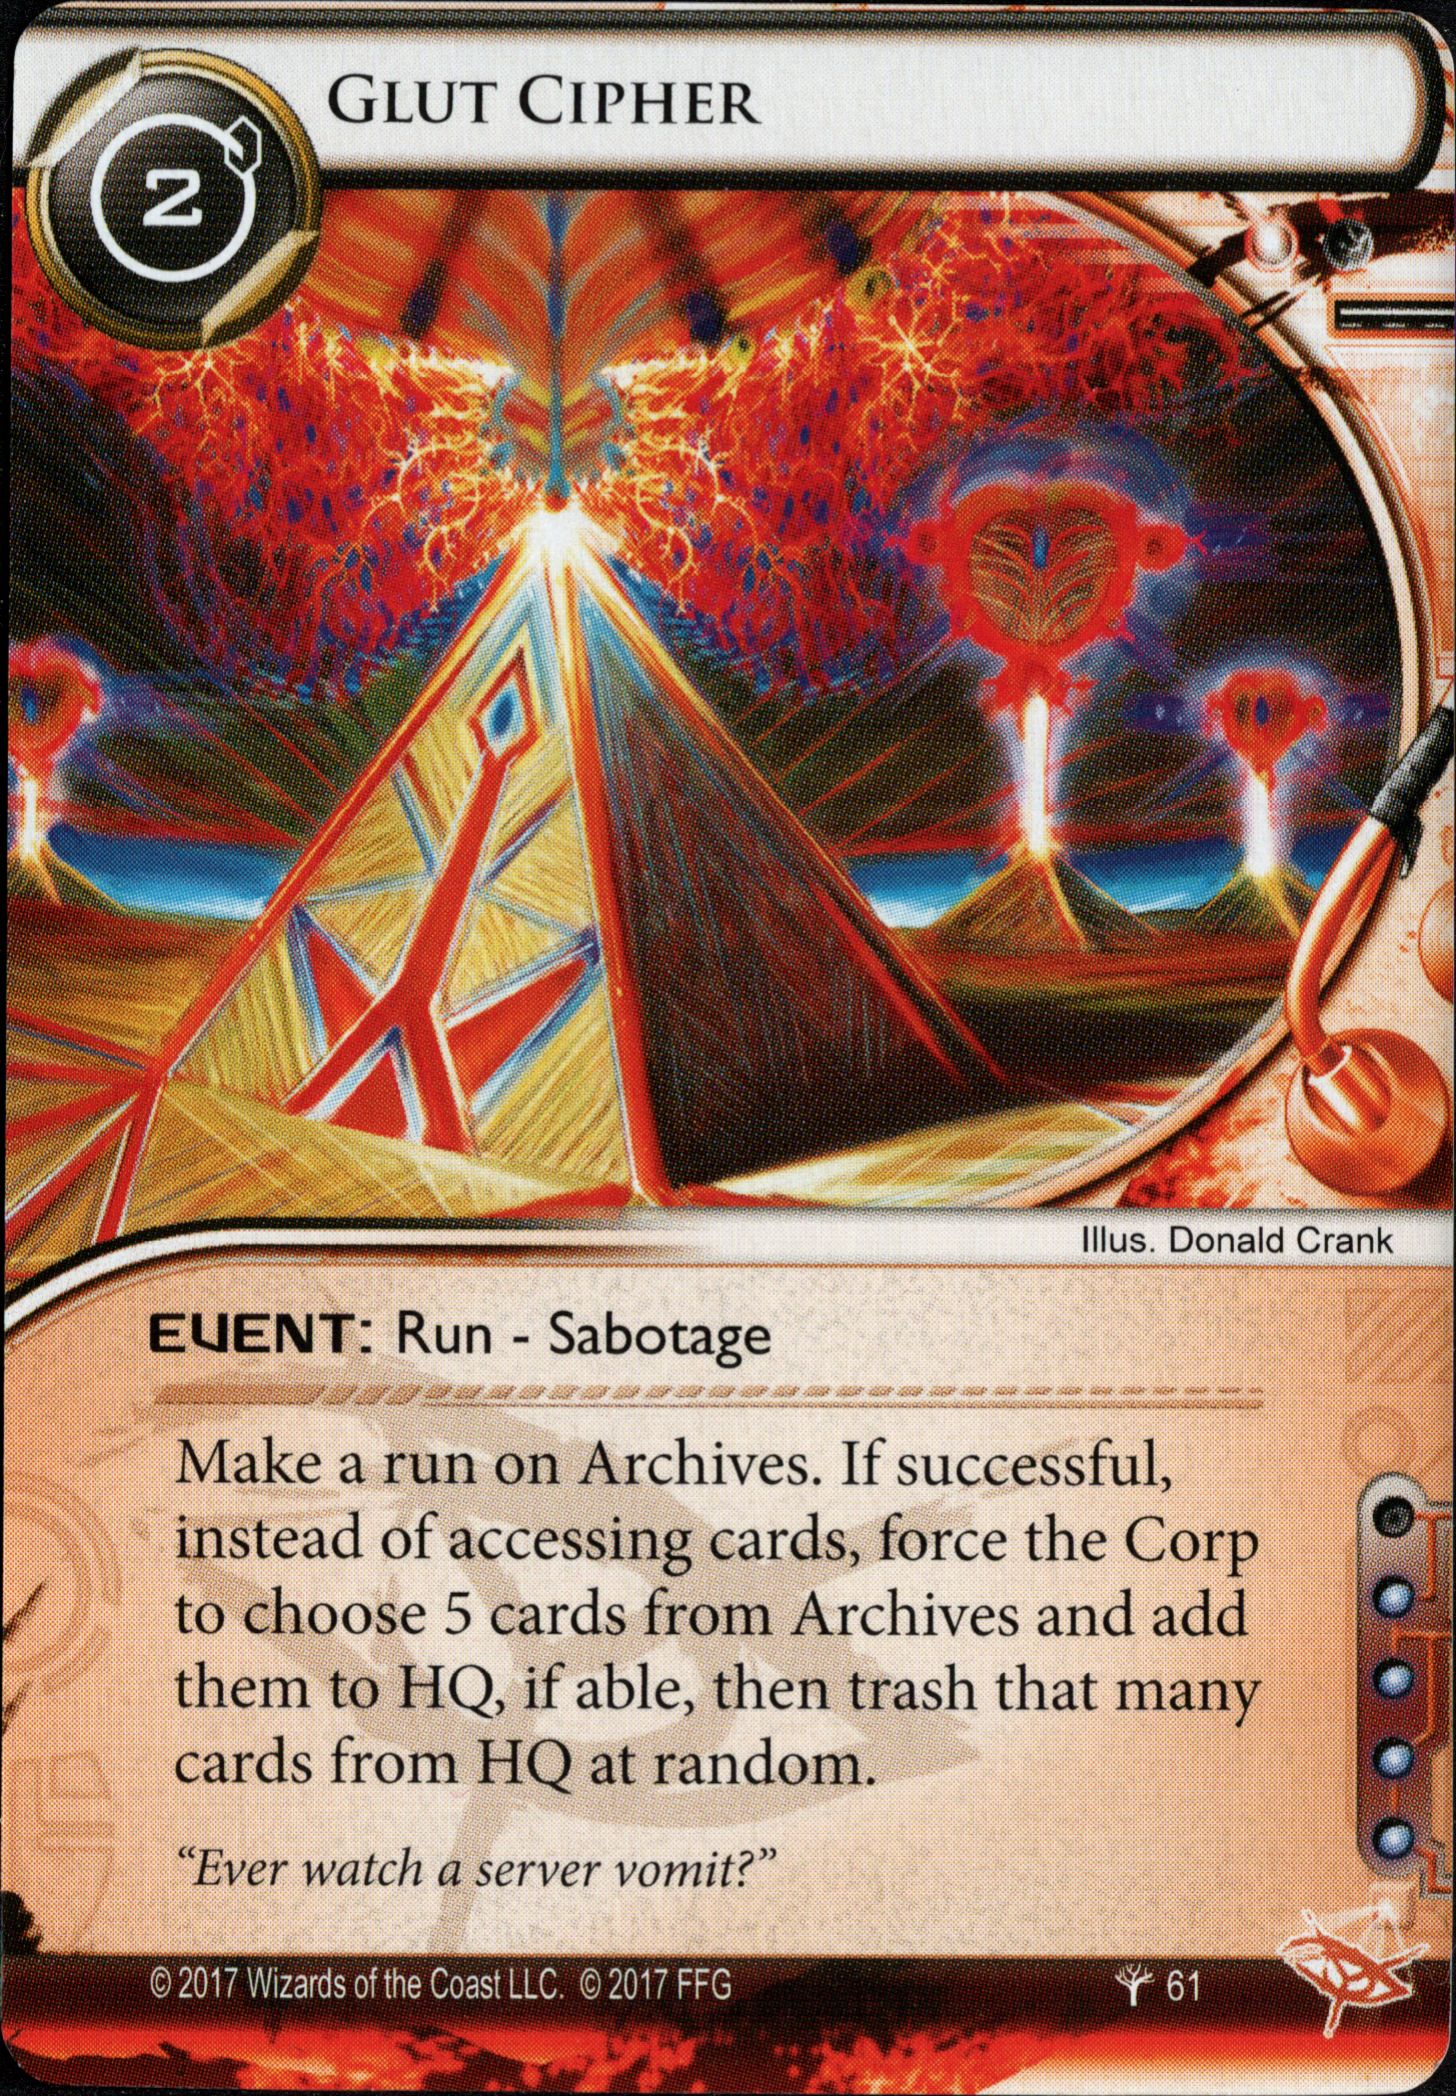 Glut Cipher
2
Illus. Donald Crank
EVENT: Run - Sabotage
Make a run on Archives. If successful,
instead of accessing cards, force the Corp
to choose 5 cards from Archives and add
them to HQ, if able, then trash that many
cards from HQ at random.
“Ever watch a server vomit?”
© 2017 Wizards of the Coast LLC. © 2017 FFG
61